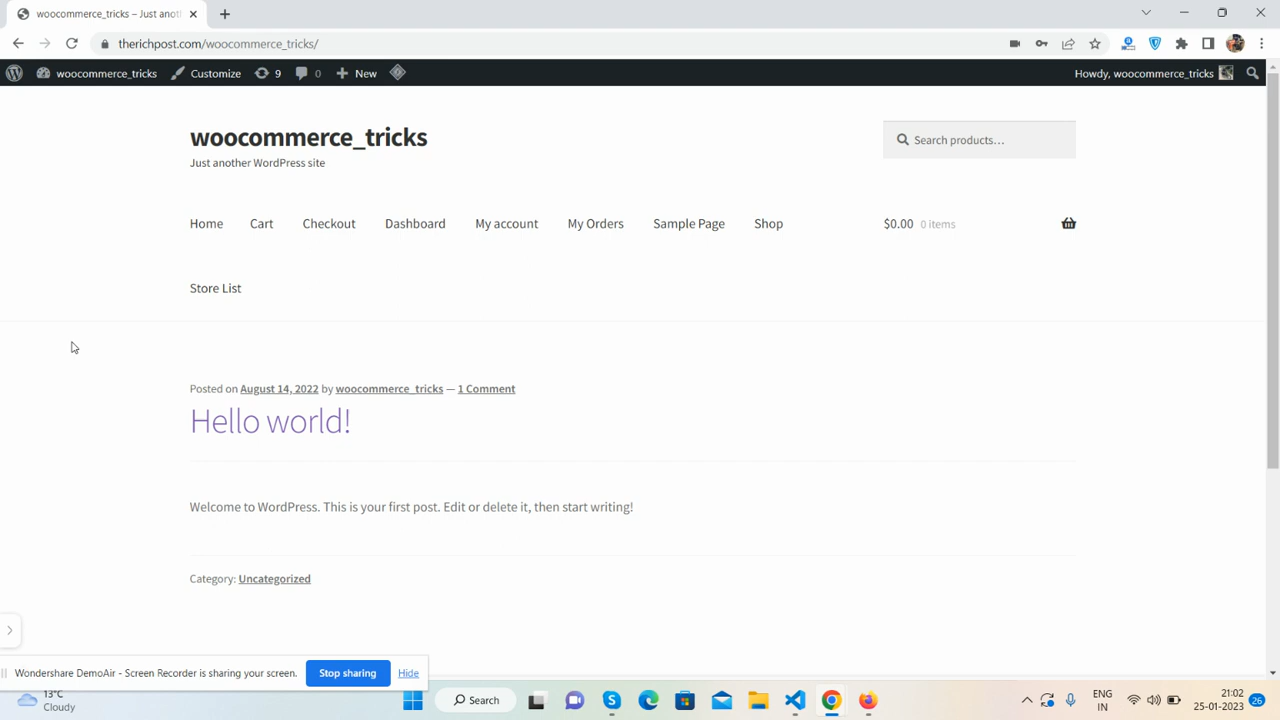 woocommerce_tricks – Just anot
therichpost.com/woocommerce_tricks/
woocommerce_tricks Customize 9 0 New Howdy, woocommerce_tricks
woocommerce_tricks
Just another WordPress site
Search products…
Home Cart Checkout Dashboard My account My Orders Sample Page Shop $0.00 0 items
Store List
Posted on August 14, 2022 by woocommerce_tricks — 1 Comment
Hello world!
Welcome to WordPress. This is your first post. Edit or delete it, then start writing!
Category: Uncategorized
Wondershare DemoAir - Screen Recorder is sharing your screen. Stop sharing Hide
13°C
Cloudy
Search
ENG
IN
21:02
25-01-2023
26